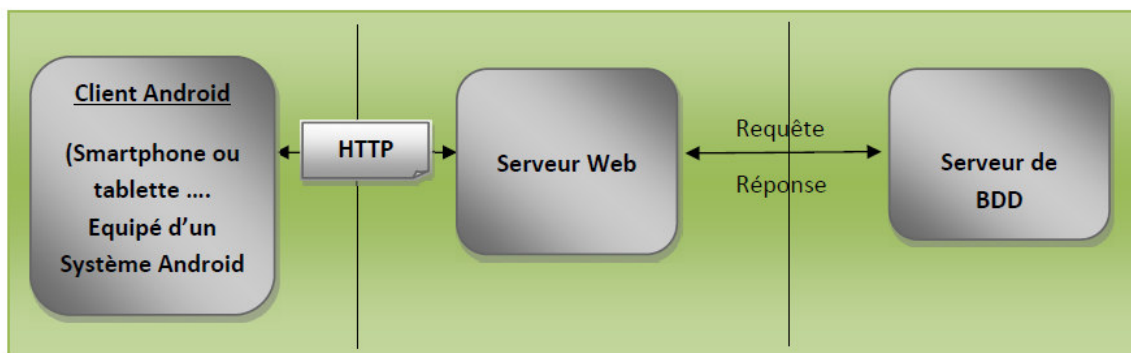 Client Android
(Smartphone ou
tablette ....
Equipé d’un
Système Android
HTTP
Serveur Web
Requête
Réponse
Serveur de
BDD